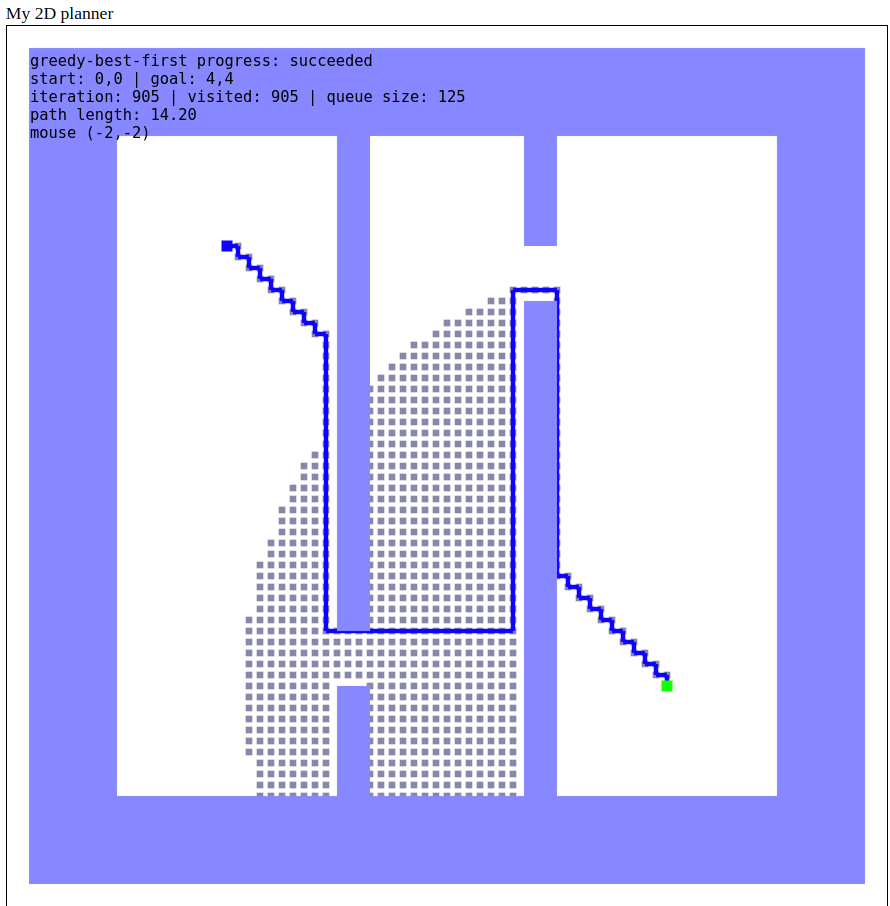 My 2D planner
greedy-best-first progress: succeeded
start: 0,0 | goal: 4,4
iteration: 905 | visited: 905 | queue size: 125
path length: 14.20
mouse (-2,-2)